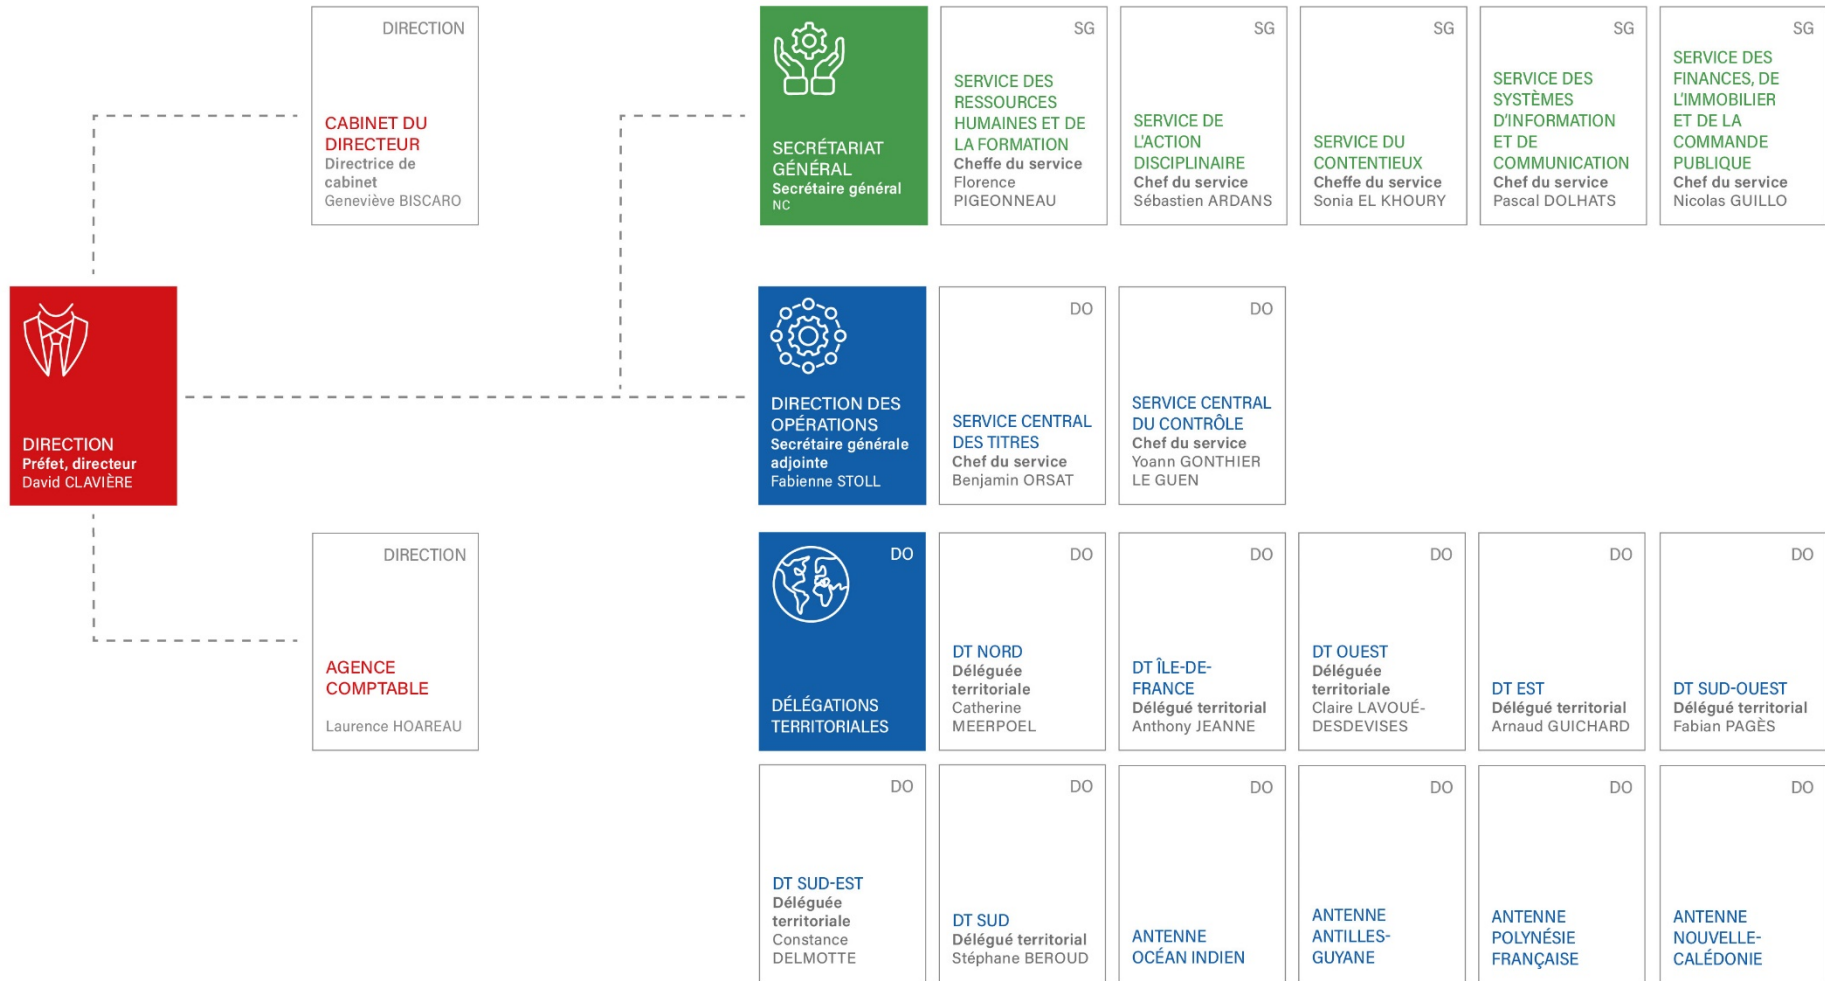 DIRECTION
CABINET DU
DIRECTEUR
Directrice de
cabinet
Geneviève BISCARO
SECRÉTARIAT
GÉNÉRAL
Secrétaire général
NC
SG
SERVICE DES
RESSOURCES
HUMAINES ET DE
LA FORMATION
Cheffe du service
Florence
PIGEONNEAU
SG
SERVICE DE
L'ACTION
DISCIPLINAIRE
Chef du service
Sébastien ARDANS
SG
SERVICE DU
CONTENTIEUX
Cheffe du service
Sonia EL KHOURY
SG
SERVICE DES
SYSTÈMES
D'INFORMATION
ET DE
COMMUNICATION
Chef du service
Pascal DOLHATS
SG
SERVICE DES
FINANCES, DE
L'IMMOBILIER
ET DE LA
COMMANDE
PUBLIQUE
Chef du service
Nicolas GUILLO
DIRECTION
Préfet, directeur
David CLAVIÈRE
DIRECTION DES
OPÉRATIONS
Secrétaire générale
adjointe
Fabienne STOLL
DO
SERVICE CENTRAL
DES TITRES
Chef du service
Benjamin ORSAT
DO
SERVICE CENTRAL
DU CONTRÔLE
Chef du service
Yoann GONTHIER
LE GUEN
DIRECTION
AGENCE
COMPTABLE
Laurence HOAREAU
DO
DÉLÉGATIONS
TERRITORIALES
DO
DT NORD
Déléguée
territoriale
Catherine
MEERPOEL
DO
DT ÎLE-DE-
FRANCE
Délégué territorial
Anthony JEANNE
DO
DT OUEST
Déléguée
territoriale
Claire LAVOUÉ-
DESDEVISES
DO
DT EST
Délégué territorial
Arnaud GUICHARD
DO
DT SUD-OUEST
Délégué territorial
Fabian PAGÈS
DO
DT SUD-EST
Déléguée
territoriale
Constance
DELMOTTE
DO
DT SUD
Délégué territorial
Stéphane BEROUD
DO
ANTENNE
OCÉAN INDIEN
DO
ANTENNE
ANTILLES-
GUYANE
DO
ANTENNE
POLYNÉSIE
FRANÇAISE
DO
ANTENNE
NOUVELLE-
CALÉDONIE